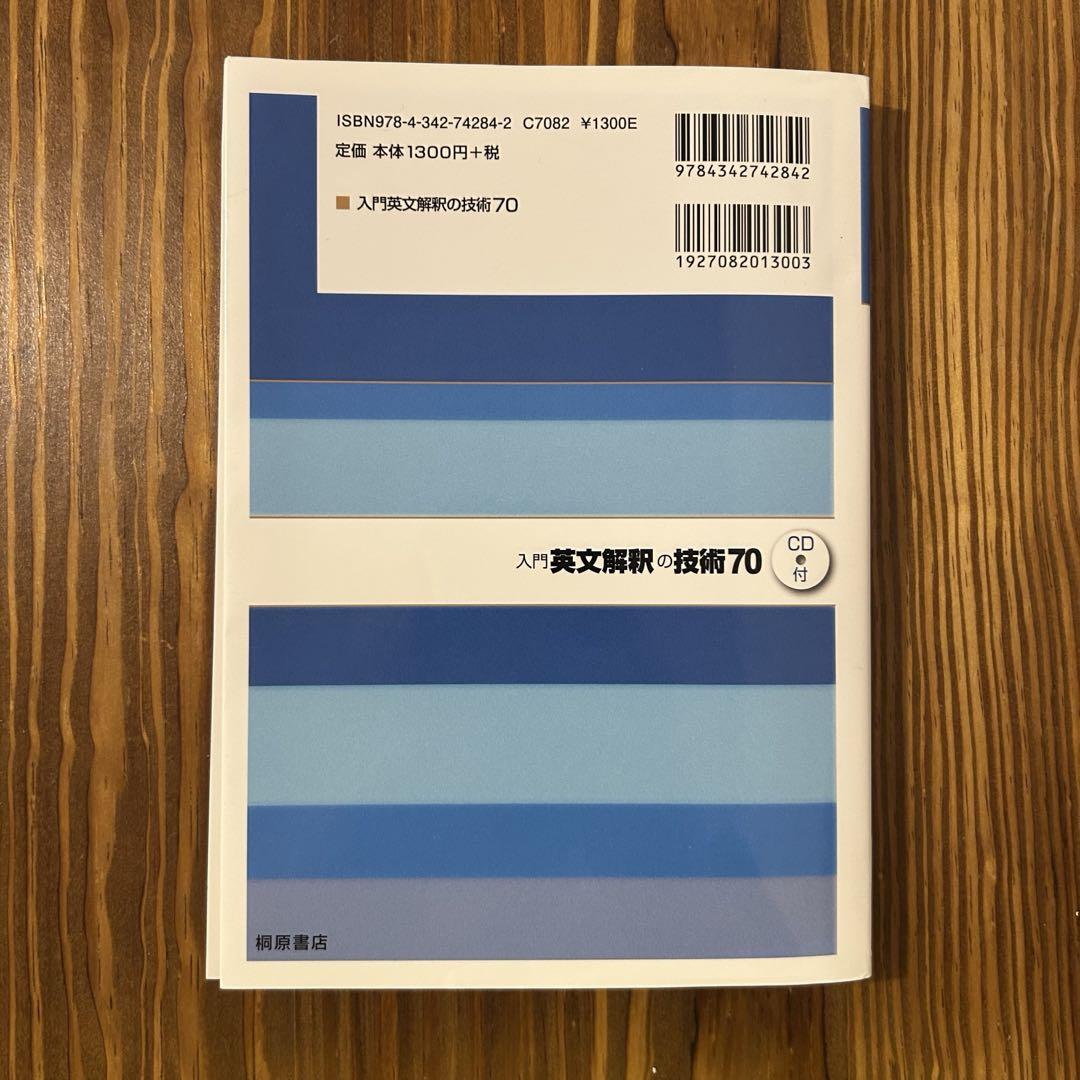 ISBN978-4-342-74284-2 C7082 ¥1300E
定価 本体1300円+税
9784342742842
■ 入門英文解釈の技術70
1927082013003
入門 英文解釈の技術70
CD
付
桐原書店